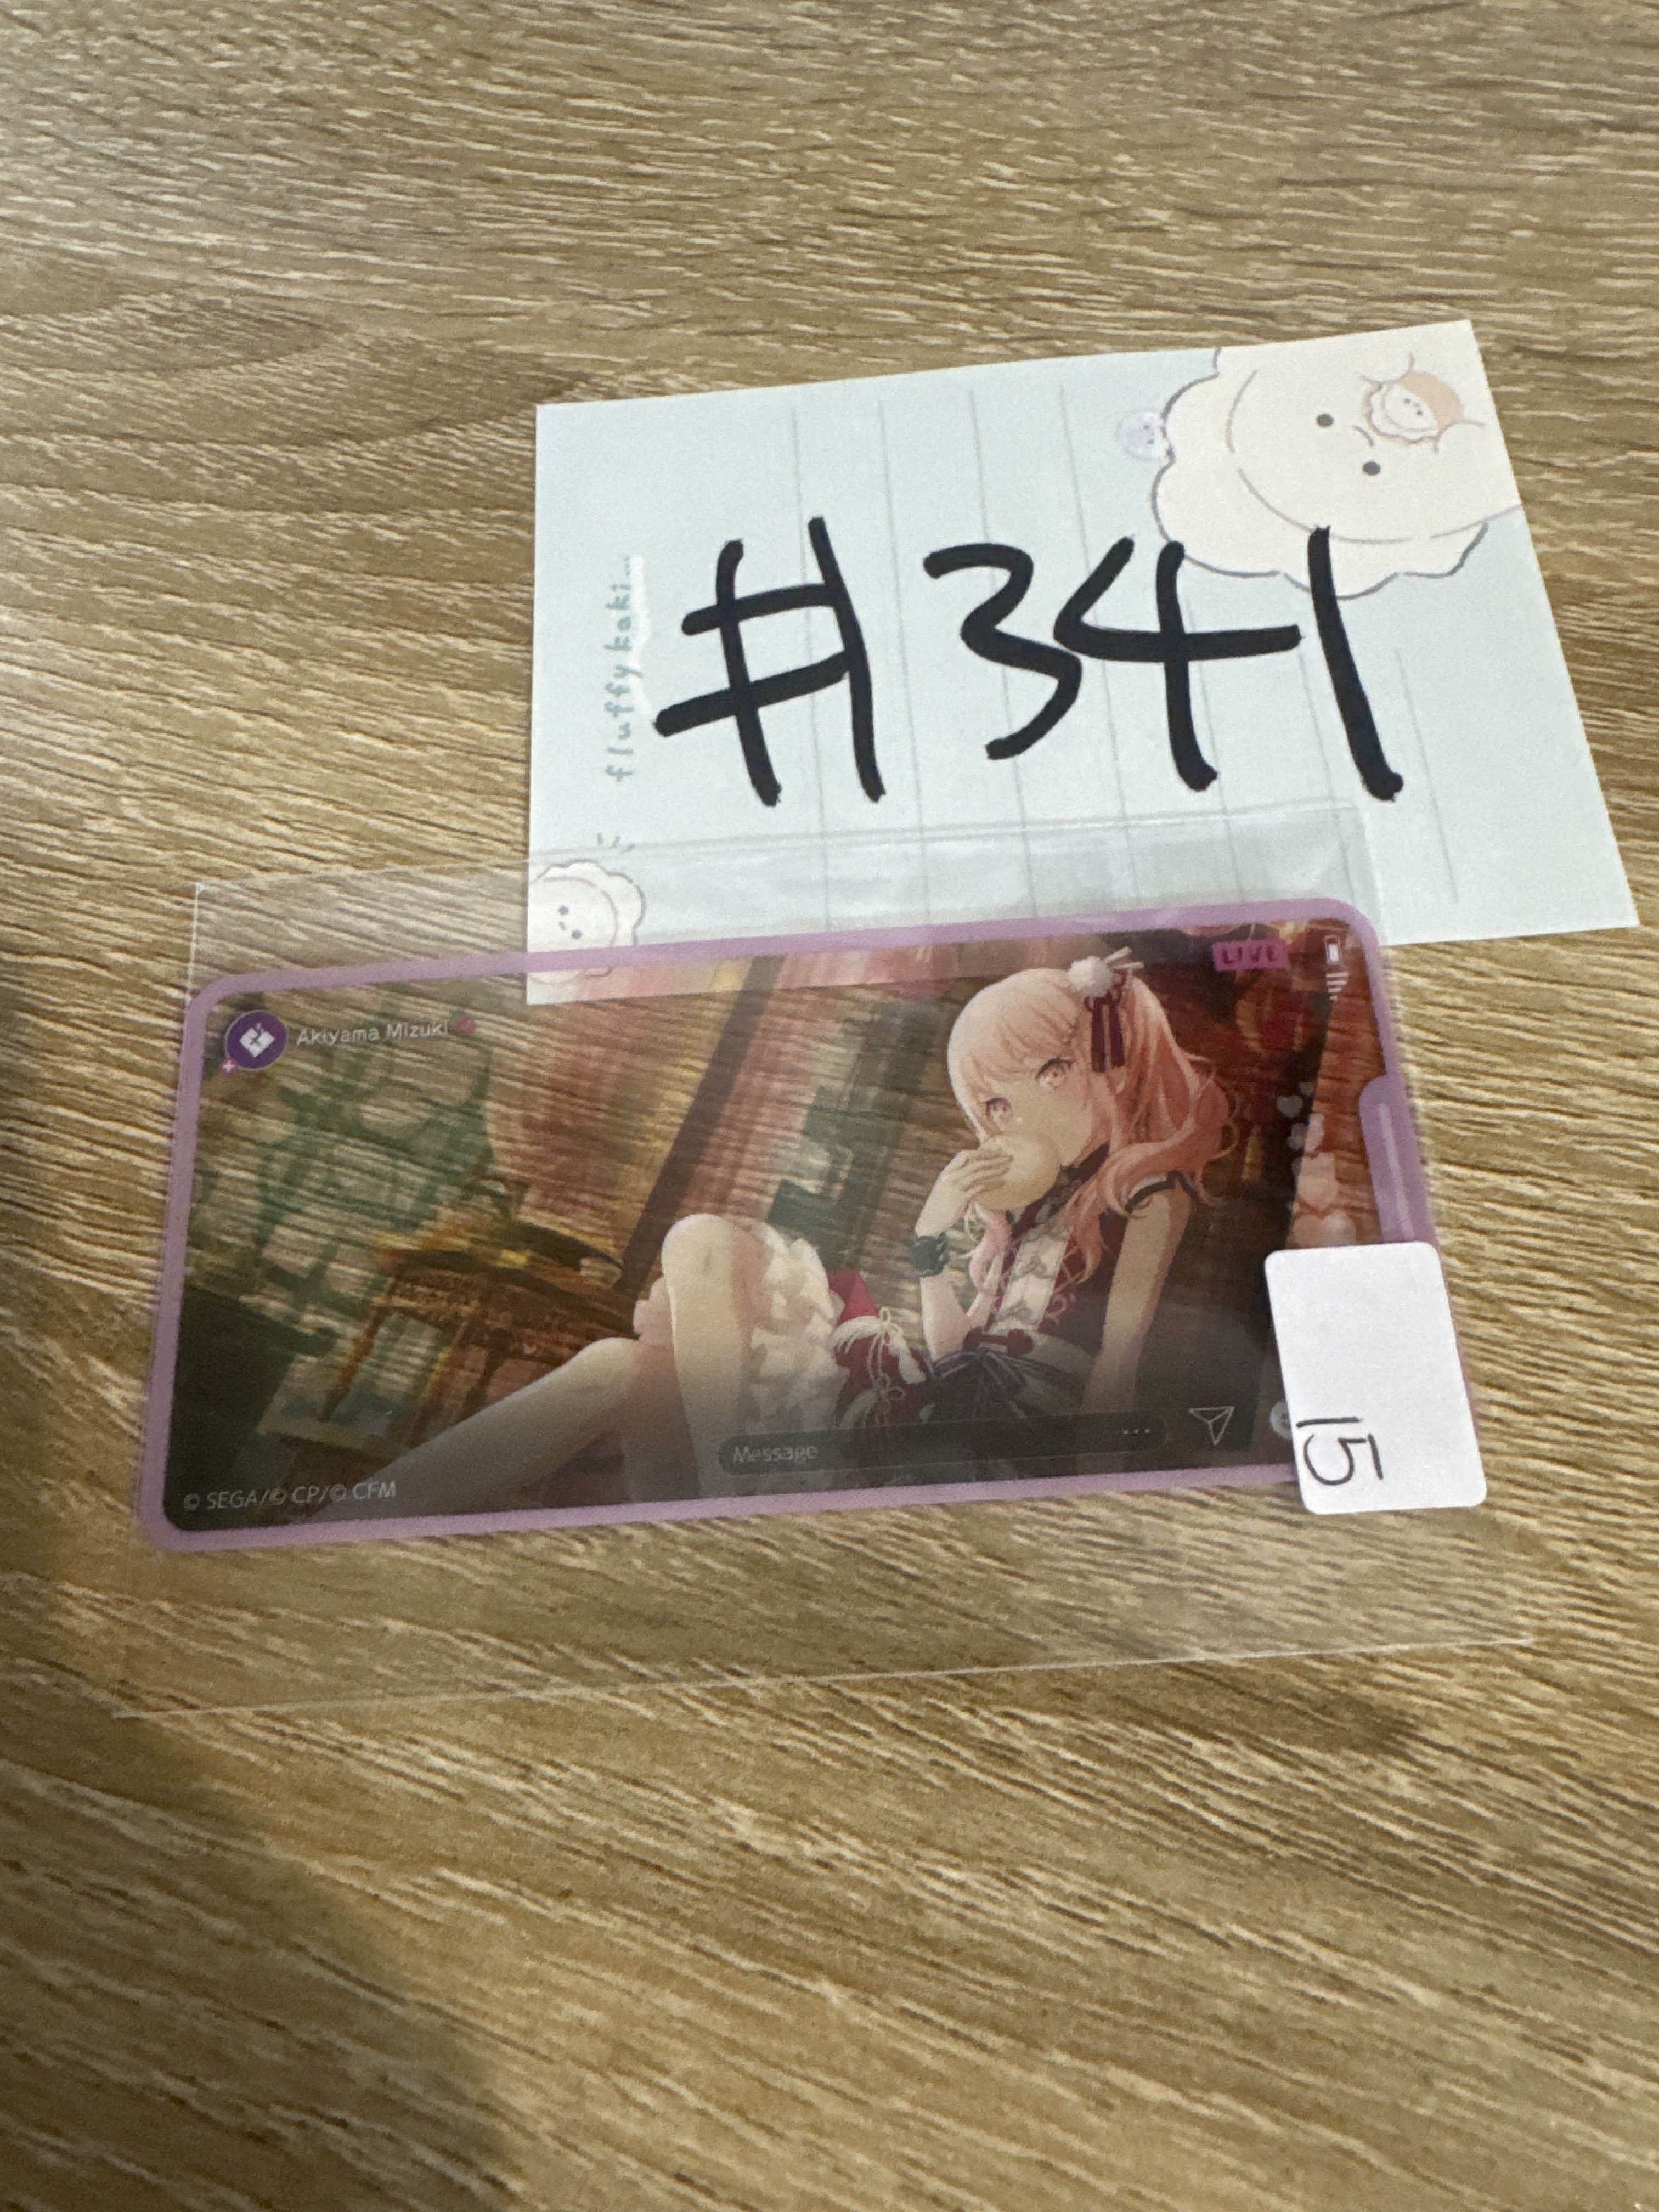 #341
fluffykaki...
LIVE
Akiyama Mizuki
Message
...
© SEGA/© CP/© CFM
15